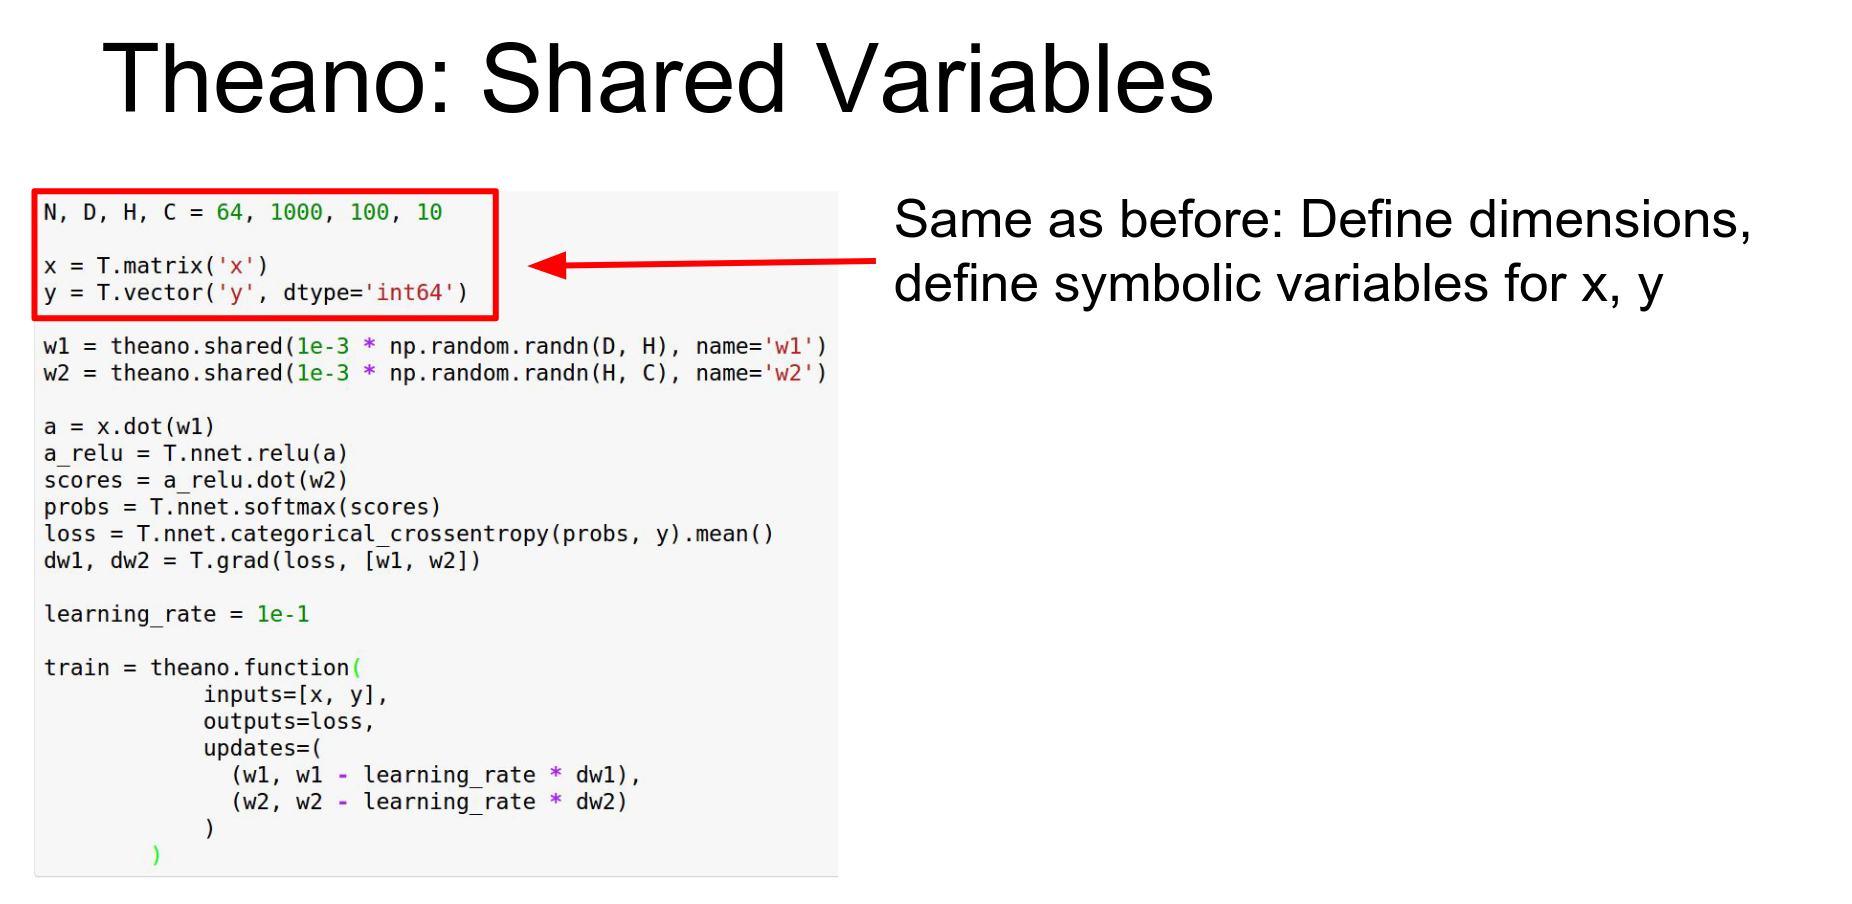 Theano: Shared Variables
N, D, H, C = 64, 1000, 100, 10
x = T.matrix('x')
y = T.vector('y', dtype='int64')
w1 = theano.shared(1e-3 * np.random.randn(D, H), name='w1')
w2 = theano.shared(1e-3 * np.random.randn(H, C), name='w2')
a = x.dot(w1)
a_relu = T.nnet.relu(a)
scores = a_relu.dot(w2)
probs = T.nnet.softmax(scores)
loss = T.nnet.categorical_crossentropy(probs, y).mean()
dw1, dw2 = T.grad(loss, [w1, w2])
learning_rate = 1e-1
train = theano.function(
inputs=[x, y],
outputs=loss,
updates=(
(w1, w1 - learning_rate * dw1),
(w2, w2 - learning_rate * dw2)
)
)
Same as before: Define dimensions,
define symbolic variables for x, y